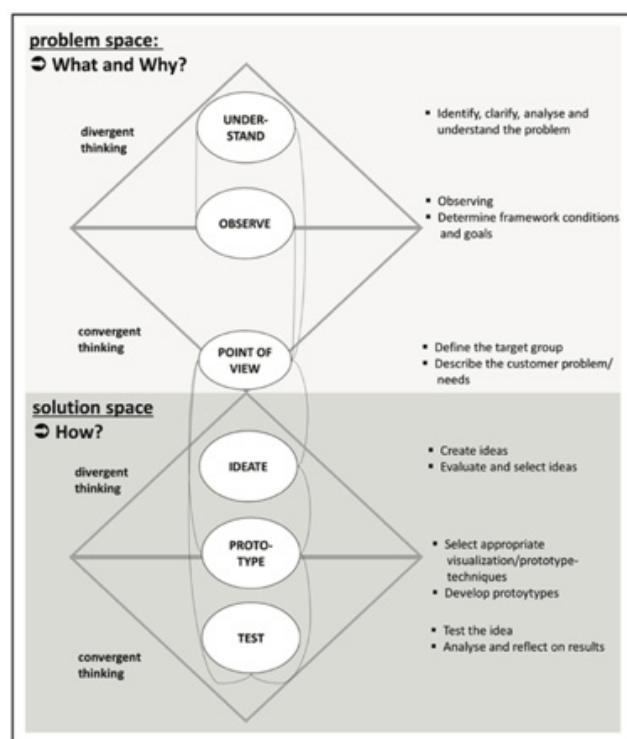 problem space:
➲ What and Why?
divergent
thinking
UNDER-
STAND
▪ Identify, clarify, analyse and
understand the problem
OBSERVE
▪ Observing
▪ Determine framework conditions
and goals
convergent
thinking
POINT OF
VIEW
▪ Define the target group
▪ Describe the customer problem/
needs
solution space
➲ How?
divergent
thinking
IDEATE
▪ Create ideas
▪ Evaluate and select ideas
PROTO-
TYPE
▪ Select appropriate
visualization/prototype-
techniques
▪ Develop protoytypes
TEST
▪ Test the idea
▪ Analyse and reflect on results
convergent
thinking